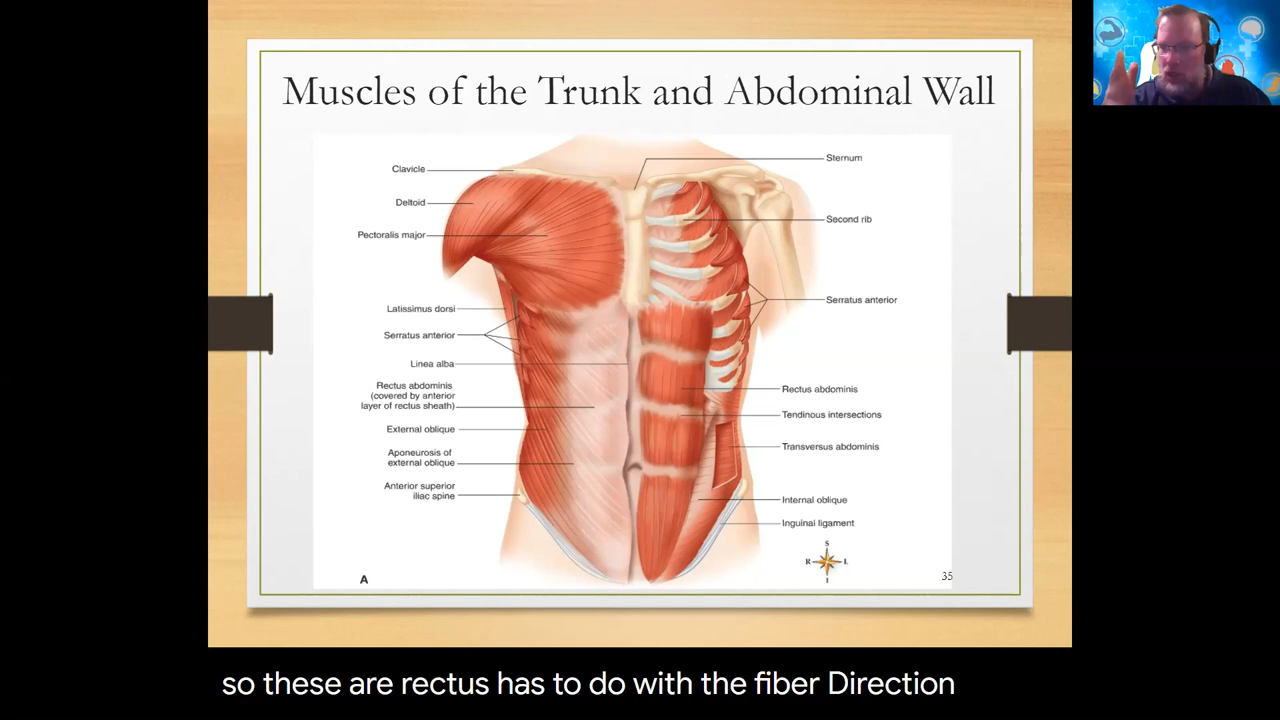 Muscles of the Trunk and Abdominal Wall
Clavicle
Deltoid
Pectoralis major
Latissimus dorsi
Serratus anterior
Linea alba
Rectus abdominis
(covered by anterior
layer of rectus sheath)
External oblique
Aponeurosis of
external oblique
Anterior superior
iliac spine
Sternum
Second rib
Serratus anterior
Rectus abdominis
Tendinous intersections
Transversus abdominis
Internal oblique
Inguinal ligament
S
R L
I
A
35
so these are rectus has to do with the fiber Direction